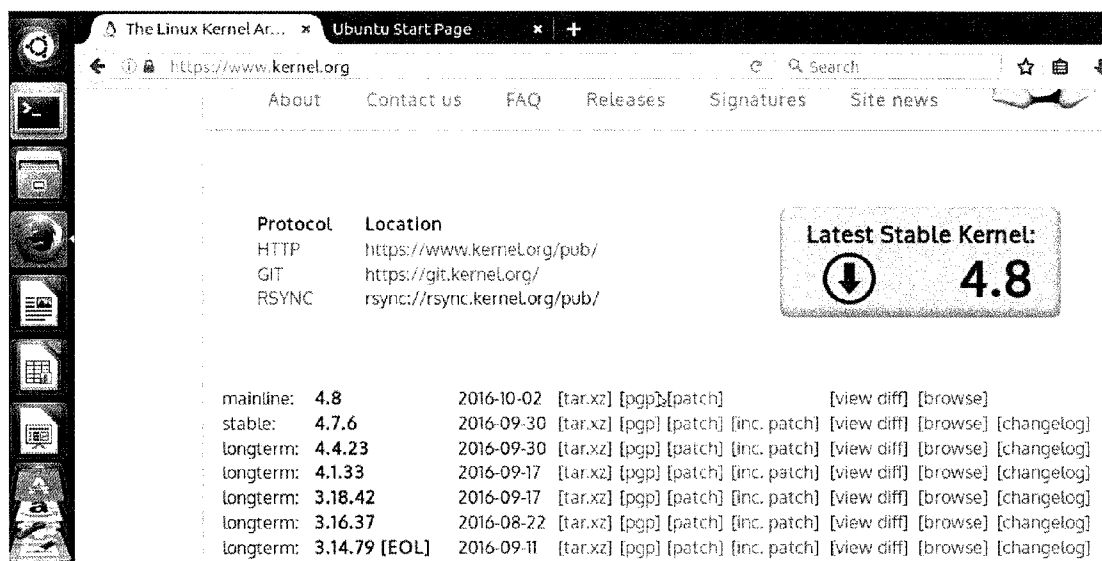 The Linux Kernel Ar... × Ubuntu Start Page × +
https://www.kernel.org Search
About Contact us FAQ Releases Signatures Site news
Protocol Location
HTTP https://www.kernel.org/pub/
GIT https://git.kernel.org/
RSYNC rsync://rsync.kernel.org/pub/
Latest Stable Kernel:
4.8
mainline: 4.8 2016-10-02 [tar.xz] [pgp] [patch] [view diff] [browse]
stable: 4.7.6 2016-09-30 [tar.xz] [pgp] [patch] [inc. patch] [view diff] [browse] [changelog]
longterm: 4.4.23 2016-09-30 [tar.xz] [pgp] [patch] [inc. patch] [view diff] [browse] [changelog]
longterm: 4.1.33 2016-09-17 [tar.xz] [pgp] [patch] [inc. patch] [view diff] [browse] [changelog]
longterm: 3.18.42 2016-09-17 [tar.xz] [pgp] [patch] [inc. patch] [view diff] [browse] [changelog]
longterm: 3.16.37 2016-08-22 [tar.xz] [pgp] [patch] [inc. patch] [view diff] [browse] [changelog]
longterm: 3.14.79 [EOL] 2016-09-11 [tar.xz] [pgp] [patch] [inc. patch] [view diff] [browse] [changelog]